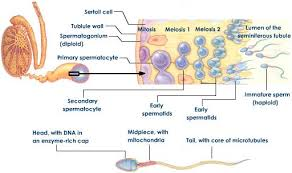 Sertoli cell
Tubule wall
Spermatogonium
(diploid)
Primary spermatocyte
Mitosis
Meiosis 1
Meiosis 2
Lumen of the
seminiferous tubule
Secondary
spermatocyte
Early
spermatids
Early
spermatids
Immature sperm
(haploid)
Head, with DNA in
an enzyme-rich cap
Midpiece, with
mitochondria
Tail, with core of microtubules